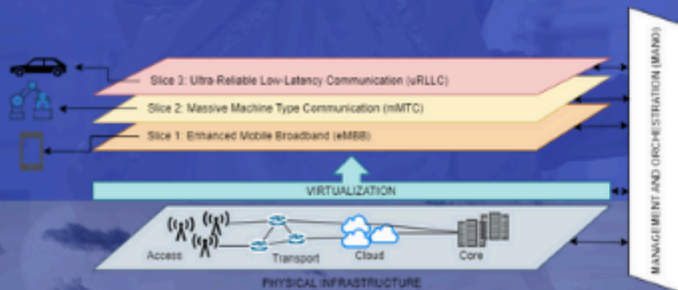 Slice 3: Ultra-Reliable Low-Latency Communication (uRLLC)
Slice 2: Massive Machine Type Communication (mMTC)
Slice 1: Enhanced Mobile Broadband (eMBB)
VIRTUALIZATION
Access
Transport
Cloud
Core
PHYSICAL INFRASTRUCTURE
MANAGEMENT AND ORCHESTRATION (MANO)